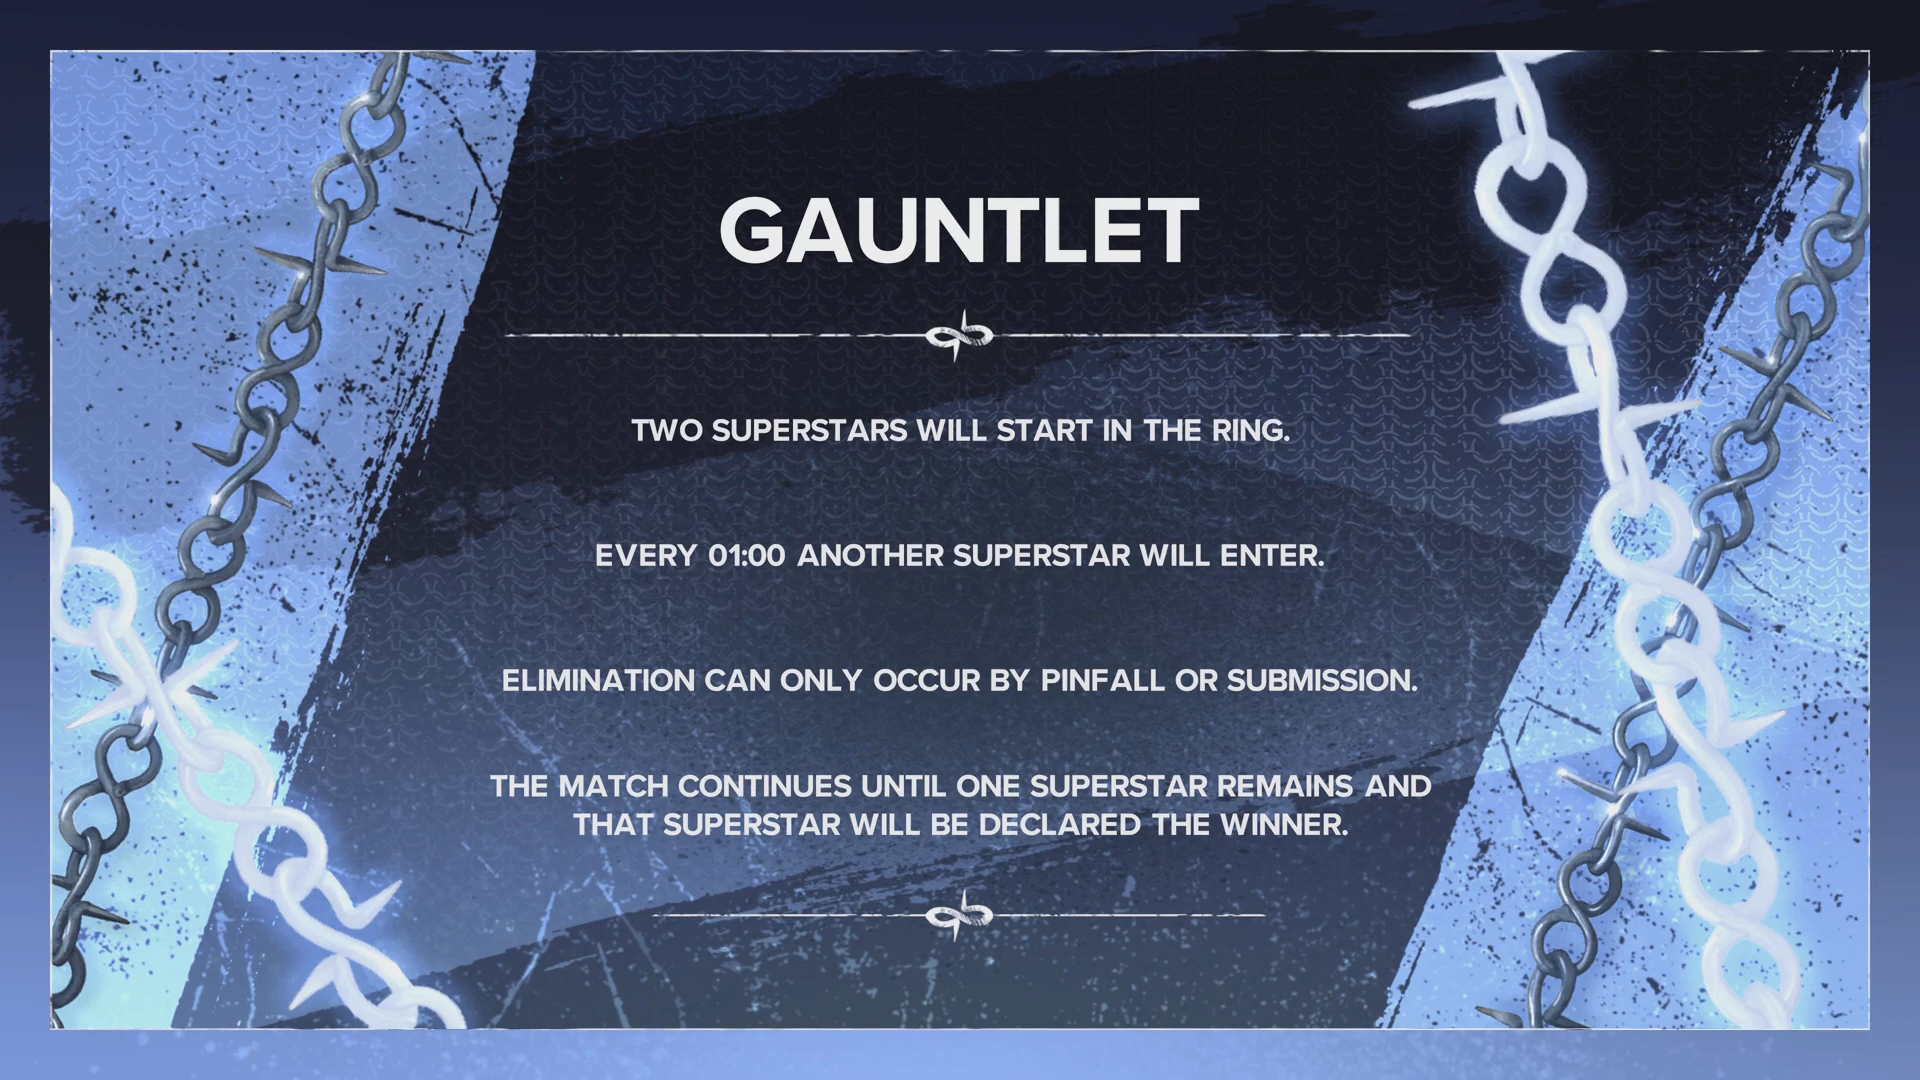 GAUNTLET
TWO SUPERSTARS WILL START IN THE RING.
EVERY 01:00 ANOTHER SUPERSTAR WILL ENTER.
ELIMINATION CAN ONLY OCCUR BY PINFALL OR SUBMISSION.
THE MATCH CONTINUES UNTIL ONE SUPERSTAR REMAINS AND
THAT SUPERSTAR WILL BE DECLARED THE WINNER.